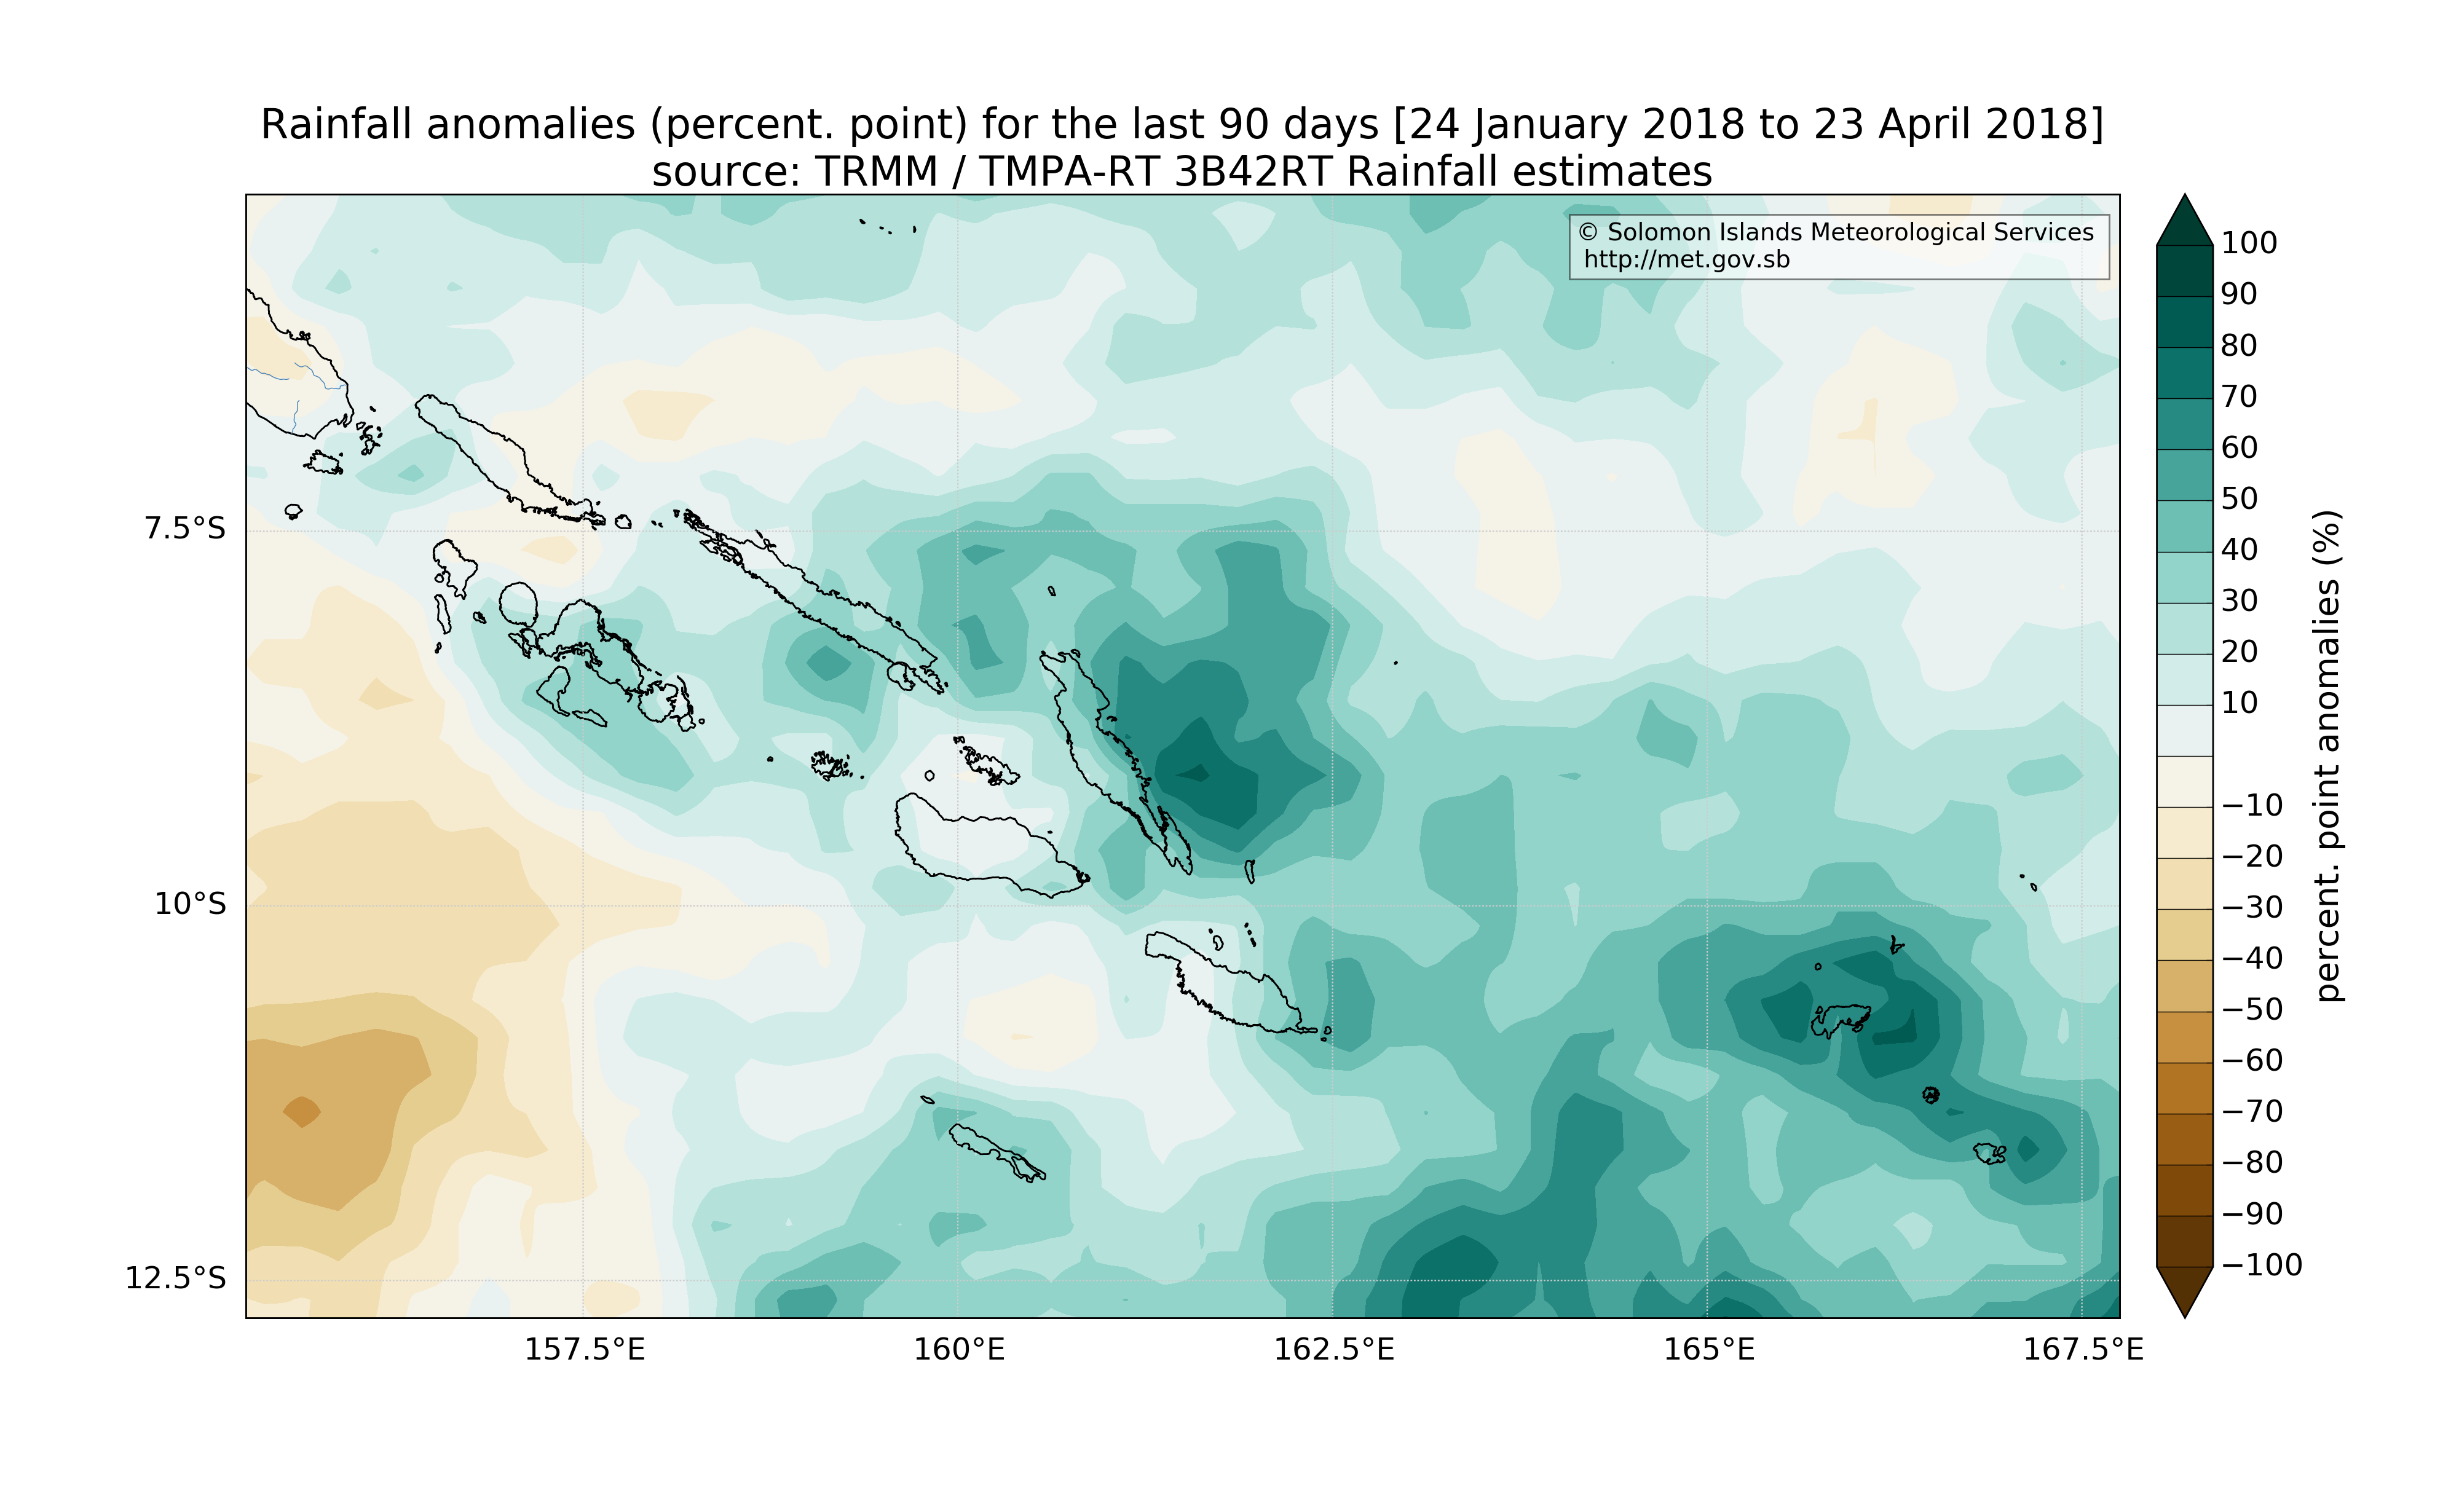 Rainfall anomalies (percent. point) for the last 90 days [24 January 2018 to 23 April 2018]
source: TRMM / TMPA-RT 3B42RT Rainfall estimates
© Solomon Islands Meteorological Services
http://met.gov.sb
7.5°S
10°S
12.5°S
157.5°E
160°E
162.5°E
165°E
167.5°E
100
90
80
70
60
50
40
30
20
10
−10
−20
−30
−40
−50
−60
−70
−80
−90
−100
percent. point anomalies (%)